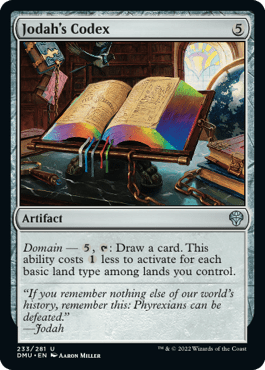 Jodah's Codex 5
Artifact
Domain — 5, T: Draw a card. This
ability costs 1 less to activate for each
basic land type among lands you control.
"If you remember nothing else of our world's
history, remember this: Phyrexians can be
defeated."
—Jodah
233/281 U
DMU • EN Aaron Miller ™ & © 2022 Wizards of the Coast